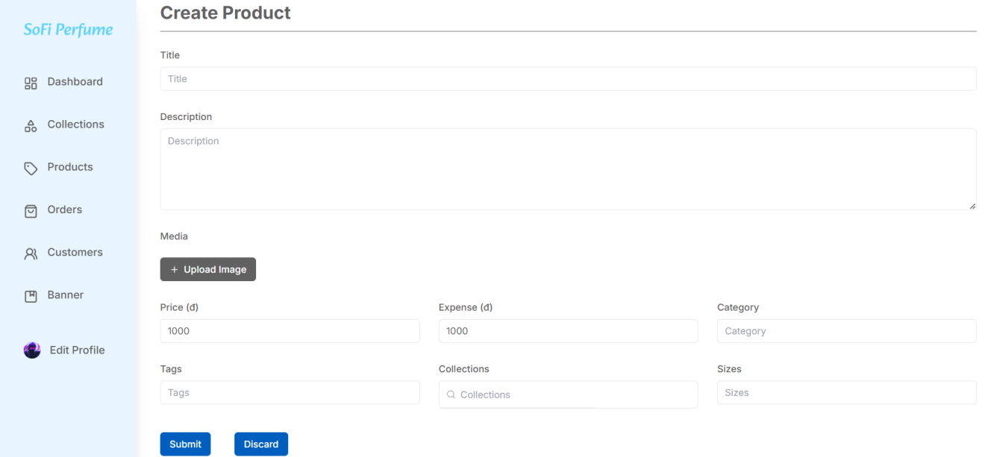 SoFi Perfume
Dashboard
Collections
Products
Orders
Customers
Banner
Edit Profile
Create Product
Title
Title
Description
Description
Media
+ Upload Image
Price (đ)
Expense (đ)
Category
1000
1000
Category
Tags
Collections
Sizes
Tags
Collections
Sizes
Submit
Discard